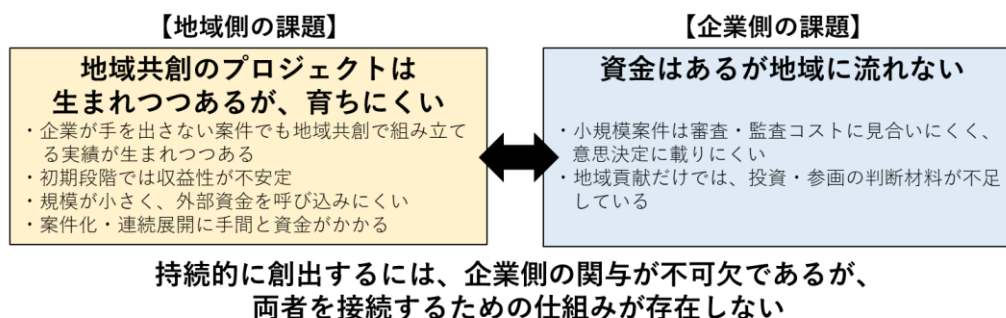 【地域側の課題】
地域共創のプロジェクトは
生まれつつあるが、育ちにくい
・企業が手を出さない案件でも地域共創で組み立て
る実績が生まれつつある
・初期段階では収益性が不安定
・規模が小さく、外部資金を呼び込みにくい
・案件化・連続展開に手間と資金がかかる
【企業側の課題】
資金はあるが地域に流れない
・小規模案件は審査・監査コストに見合いにくく、
意思決定に載りにくい
・地域貢献だけでは、投資・参画の判断材料が不足
している
持続的に創出するには、企業側の関与が不可欠であるが、
両者を接続するための仕組みが存在しない